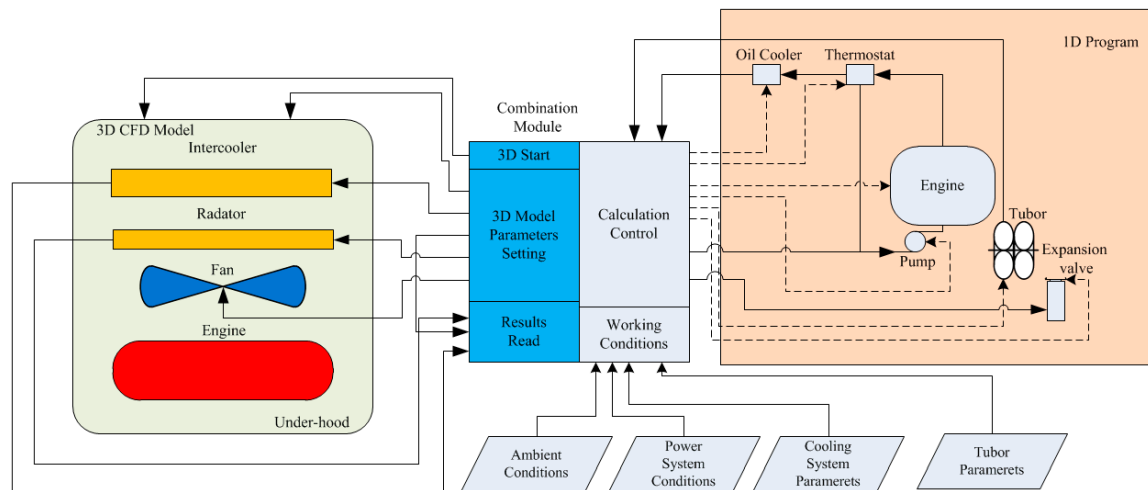 1D Program
Oil Cooler
Thermostat
Combination
Module
3D CFD Model
Intercooler
3D Start
Radator
3D Model
Parameters
Setting
Calculation
Control
Engine
Tubor
Pump
Expansion
valve
Fan
Engine
Results
Read
Working
Conditions
Under-hood
Ambient
Conditions
Power
System
Conditions
Cooling
System
Paramerets
Tubor
Paramerets